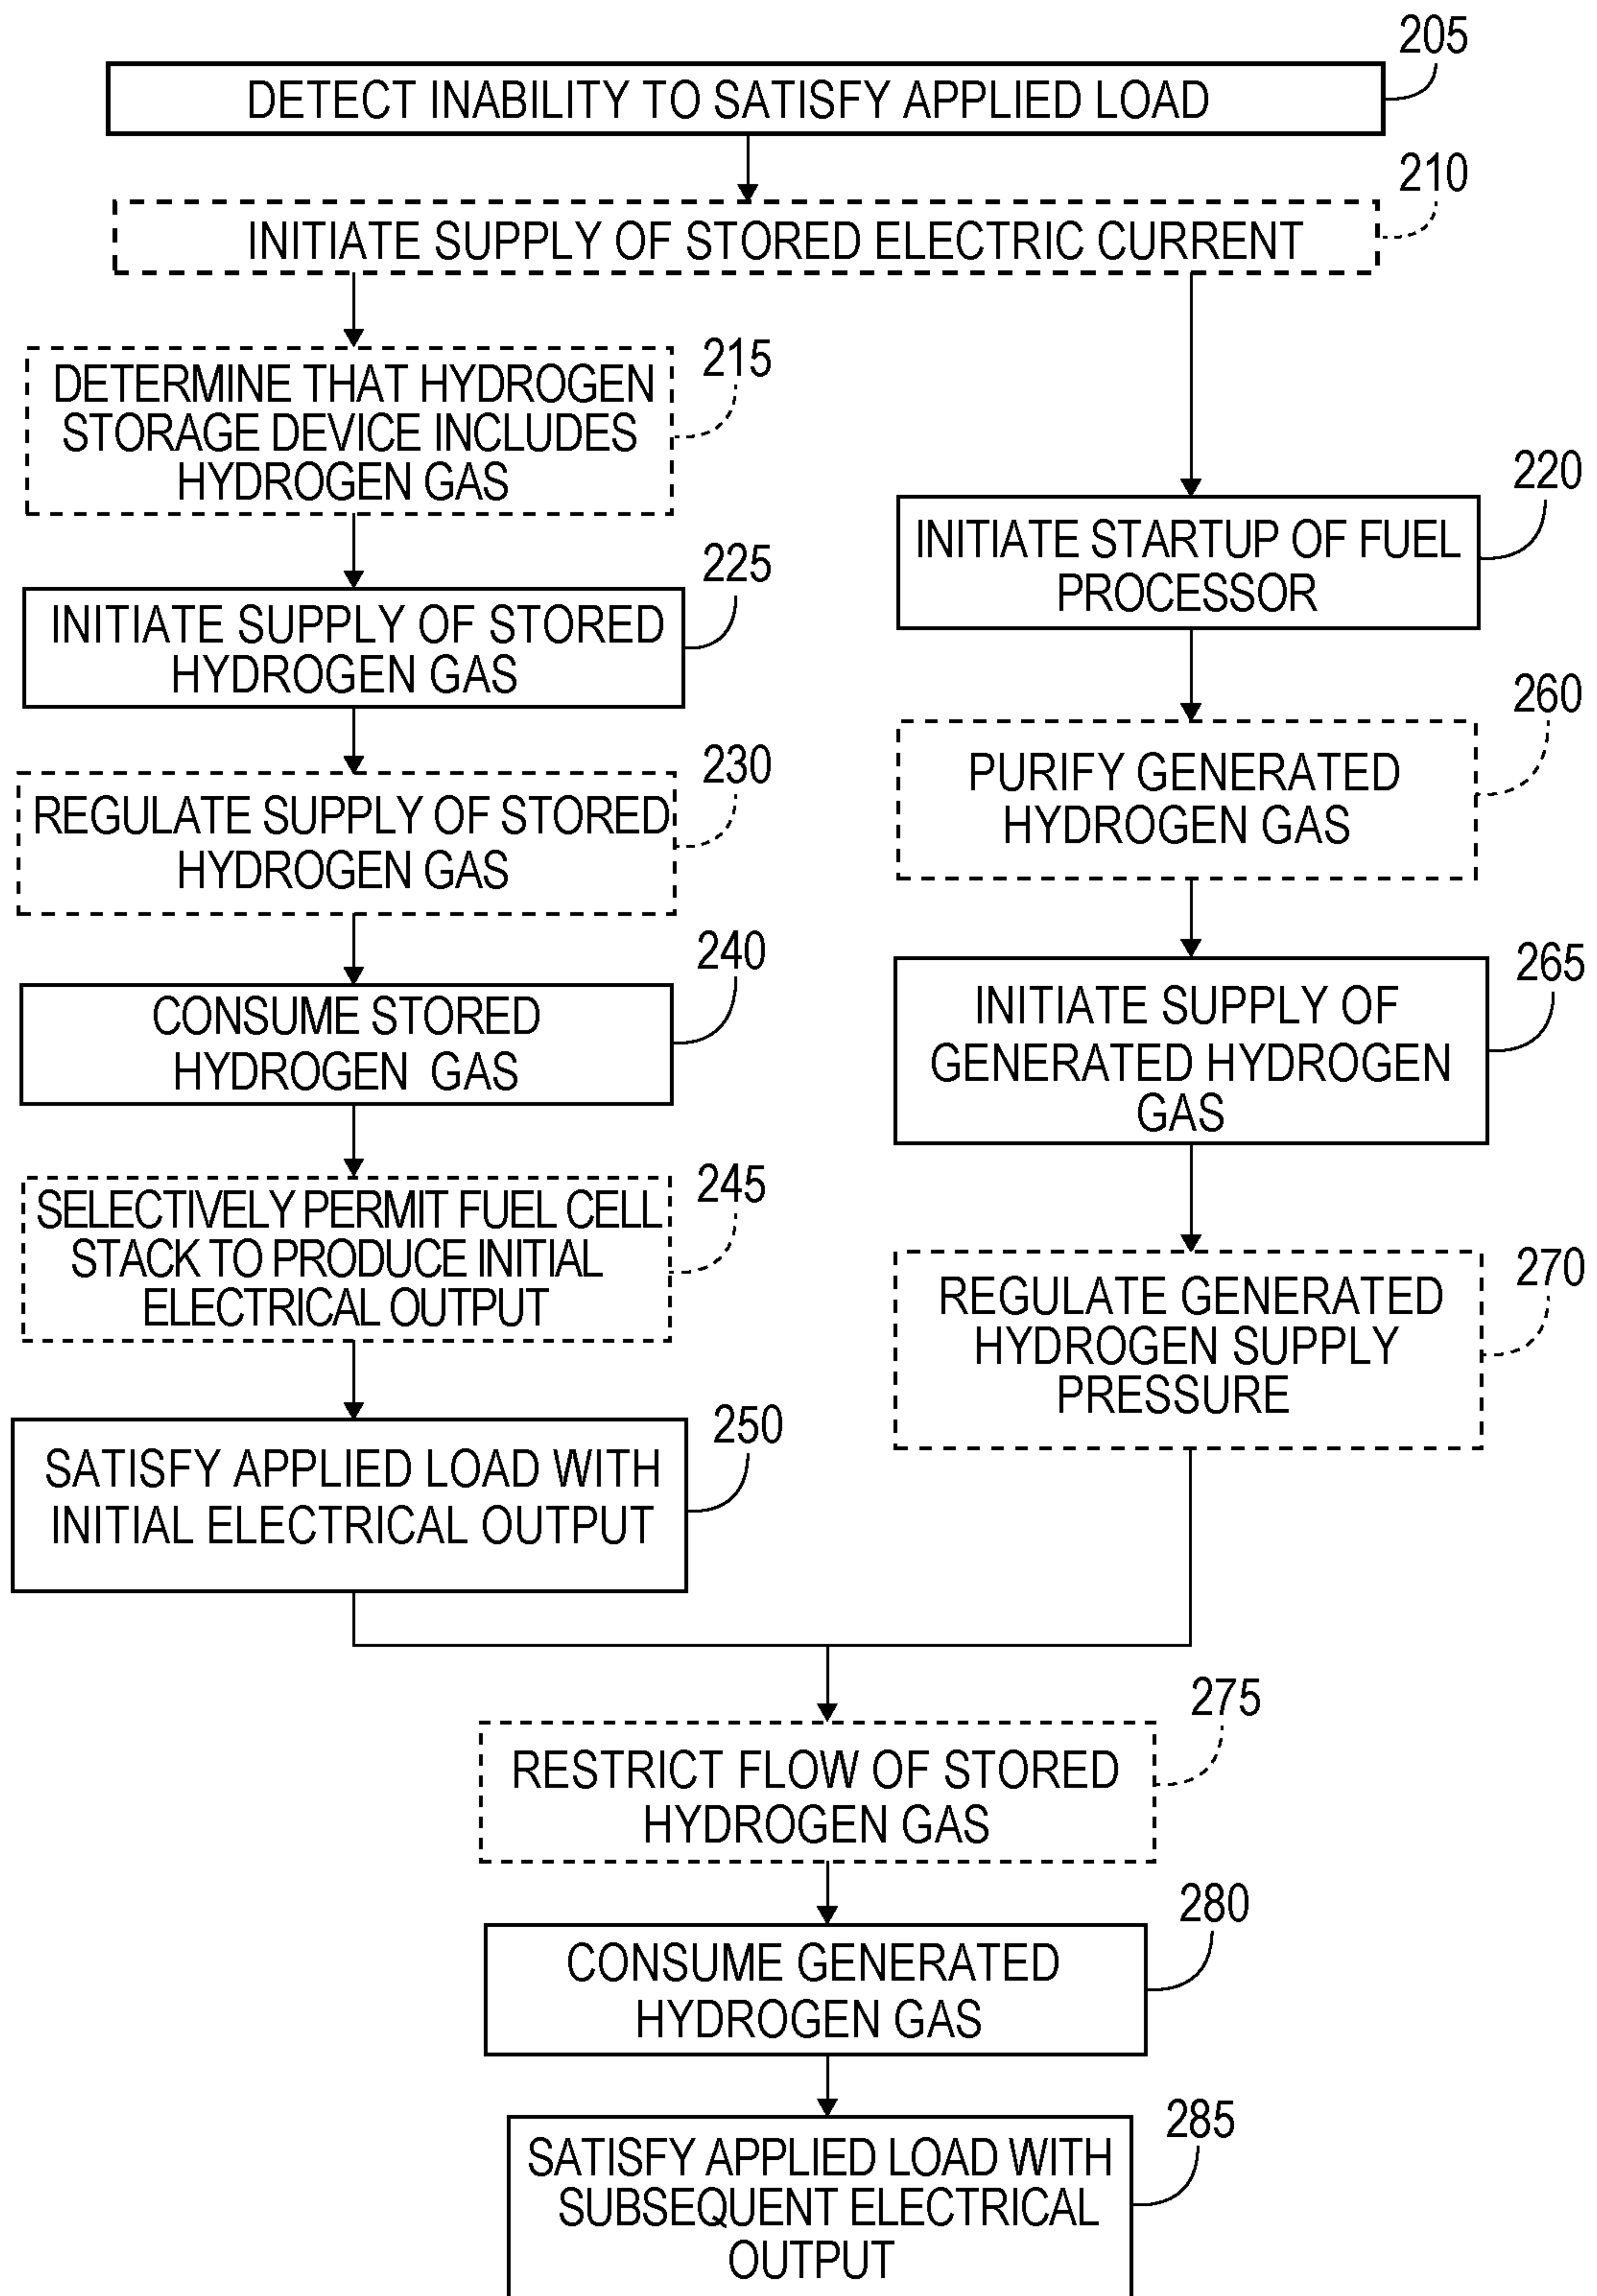 205
DETECT INABILITY TO SATISFY APPLIED LOAD
210
INITIATE SUPPLY OF STORED ELECTRIC CURRENT
215
DETERMINE THAT HYDROGEN
STORAGE DEVICE INCLUDES
HYDROGEN GAS
225
INITIATE SUPPLY OF STORED
HYDROGEN GAS
230
REGULATE SUPPLY OF STORED
HYDROGEN GAS
240
CONSUME STORED
HYDROGEN GAS
245
SELECTIVELY PERMIT FUEL CELL
STACK TO PRODUCE INITIAL
ELECTRICAL OUTPUT
250
SATISFY APPLIED LOAD WITH
INITIAL ELECTRICAL OUTPUT
220
INITIATE STARTUP OF FUEL
PROCESSOR
260
PURIFY GENERATED
HYDROGEN GAS
265
INITIATE SUPPLY OF
GENERATED HYDROGEN
GAS
270
REGULATE GENERATED
HYDROGEN SUPPLY
PRESSURE
275
RESTRICT FLOW OF STORED
HYDROGEN GAS
280
CONSUME GENERATED
HYDROGEN GAS
285
SATISFY APPLIED LOAD WITH
SUBSEQUENT ELECTRICAL
OUTPUT